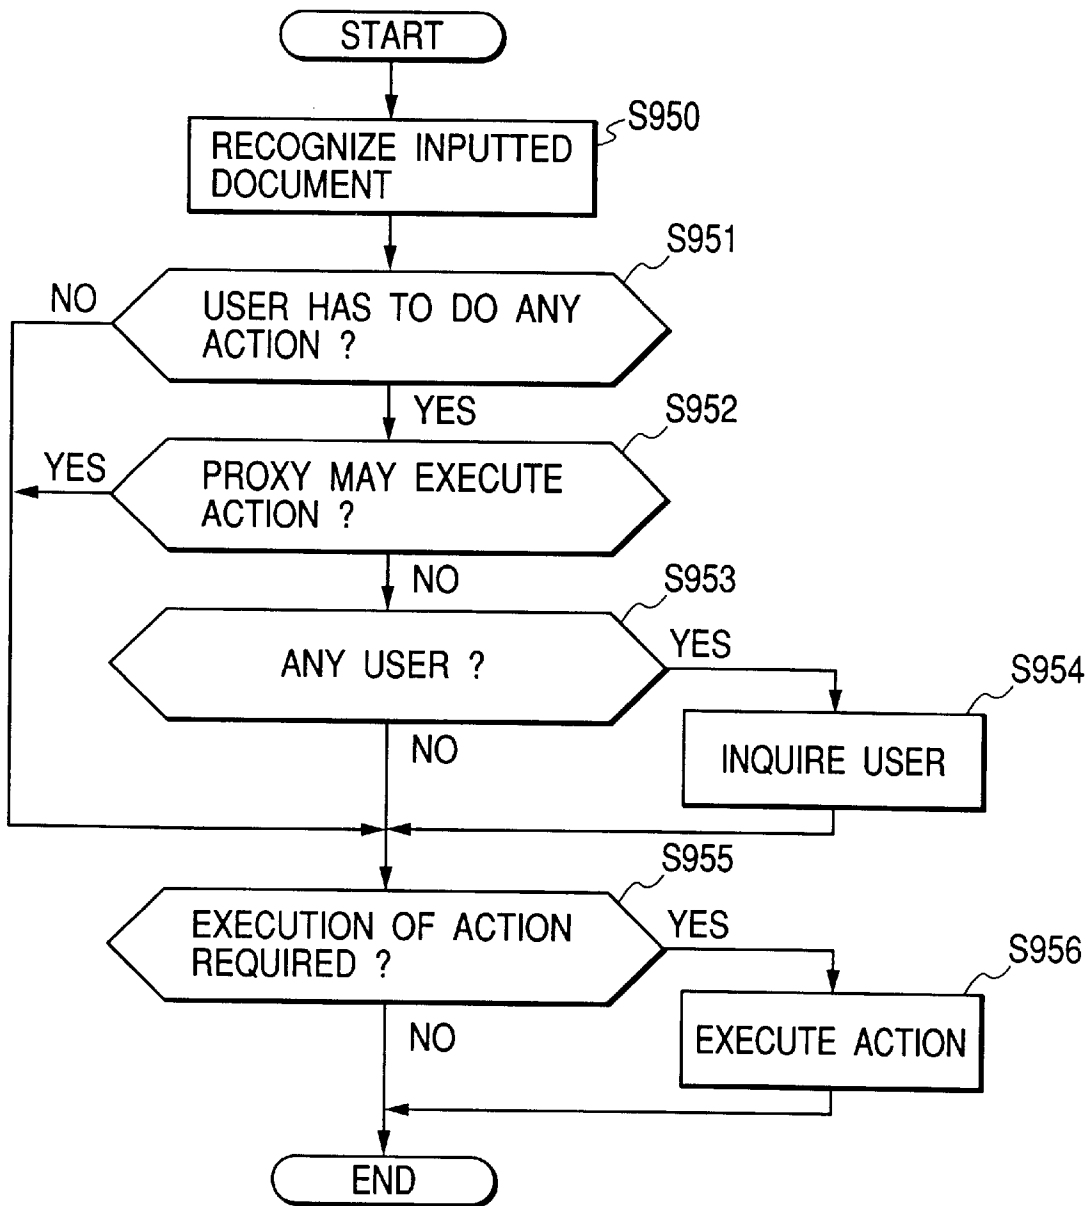 START
S950
RECOGNIZE INPUTTED
DOCUMENT
S951
NO
USER HAS TO DO ANY
ACTION ?
YES
S952
YES
PROXY MAY EXECUTE
ACTION ?
NO
S953
ANY USER ?
YES
S954
NO
INQUIRE USER
S955
EXECUTION OF ACTION
REQUIRED ?
YES
S956
NO
EXECUTE ACTION
END